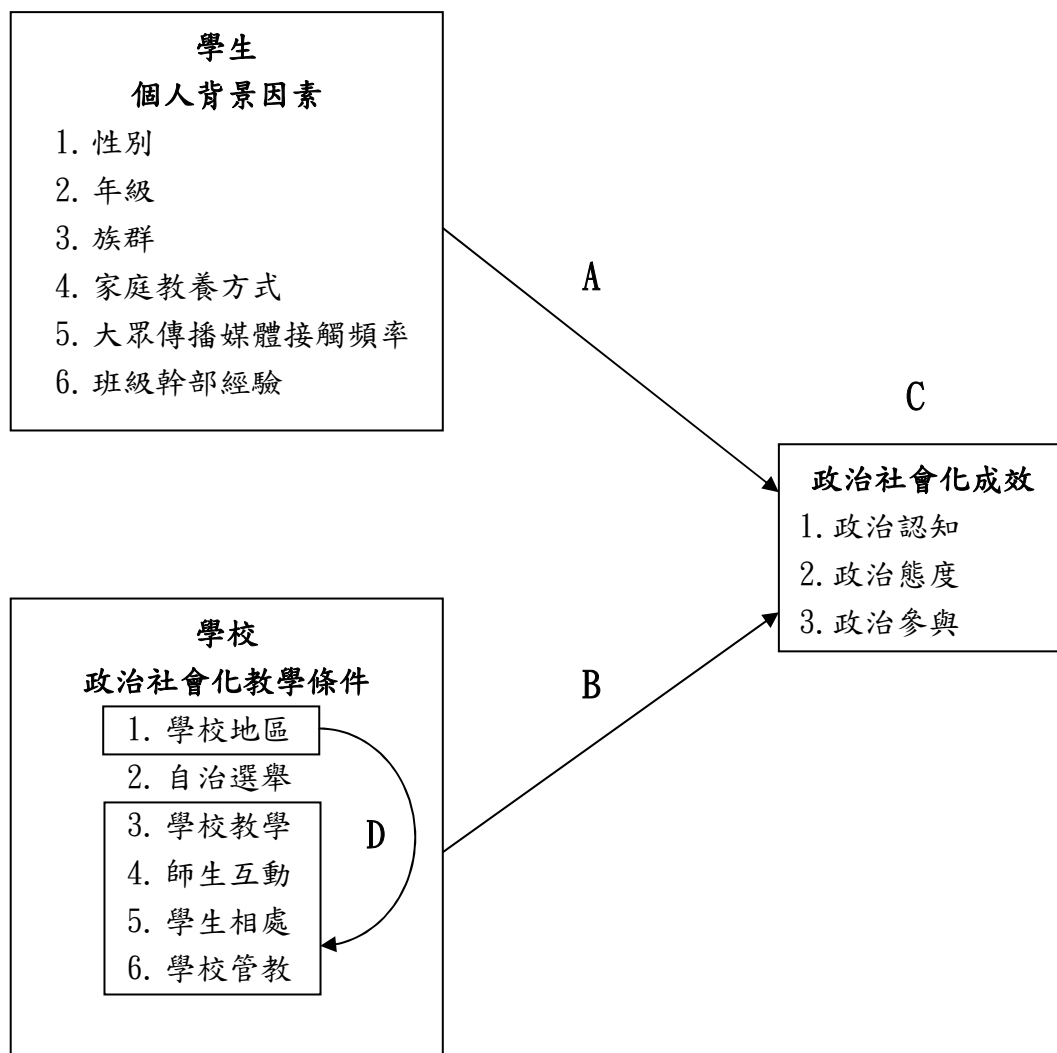 學生
個人背景因素
1. 性別
2. 年級
3. 族群
4. 家庭教養方式
5. 大眾傳播媒體接觸頻率
6. 班級幹部經驗
A
C
政治社會化成效
1. 政治認知
2. 政治態度
3. 政治參與
學校
政治社會化教學條件
1. 學校地區
2. 自治選舉
3. 學校教學
4. 師生互動
5. 學生相處
6. 學校管教
D
B